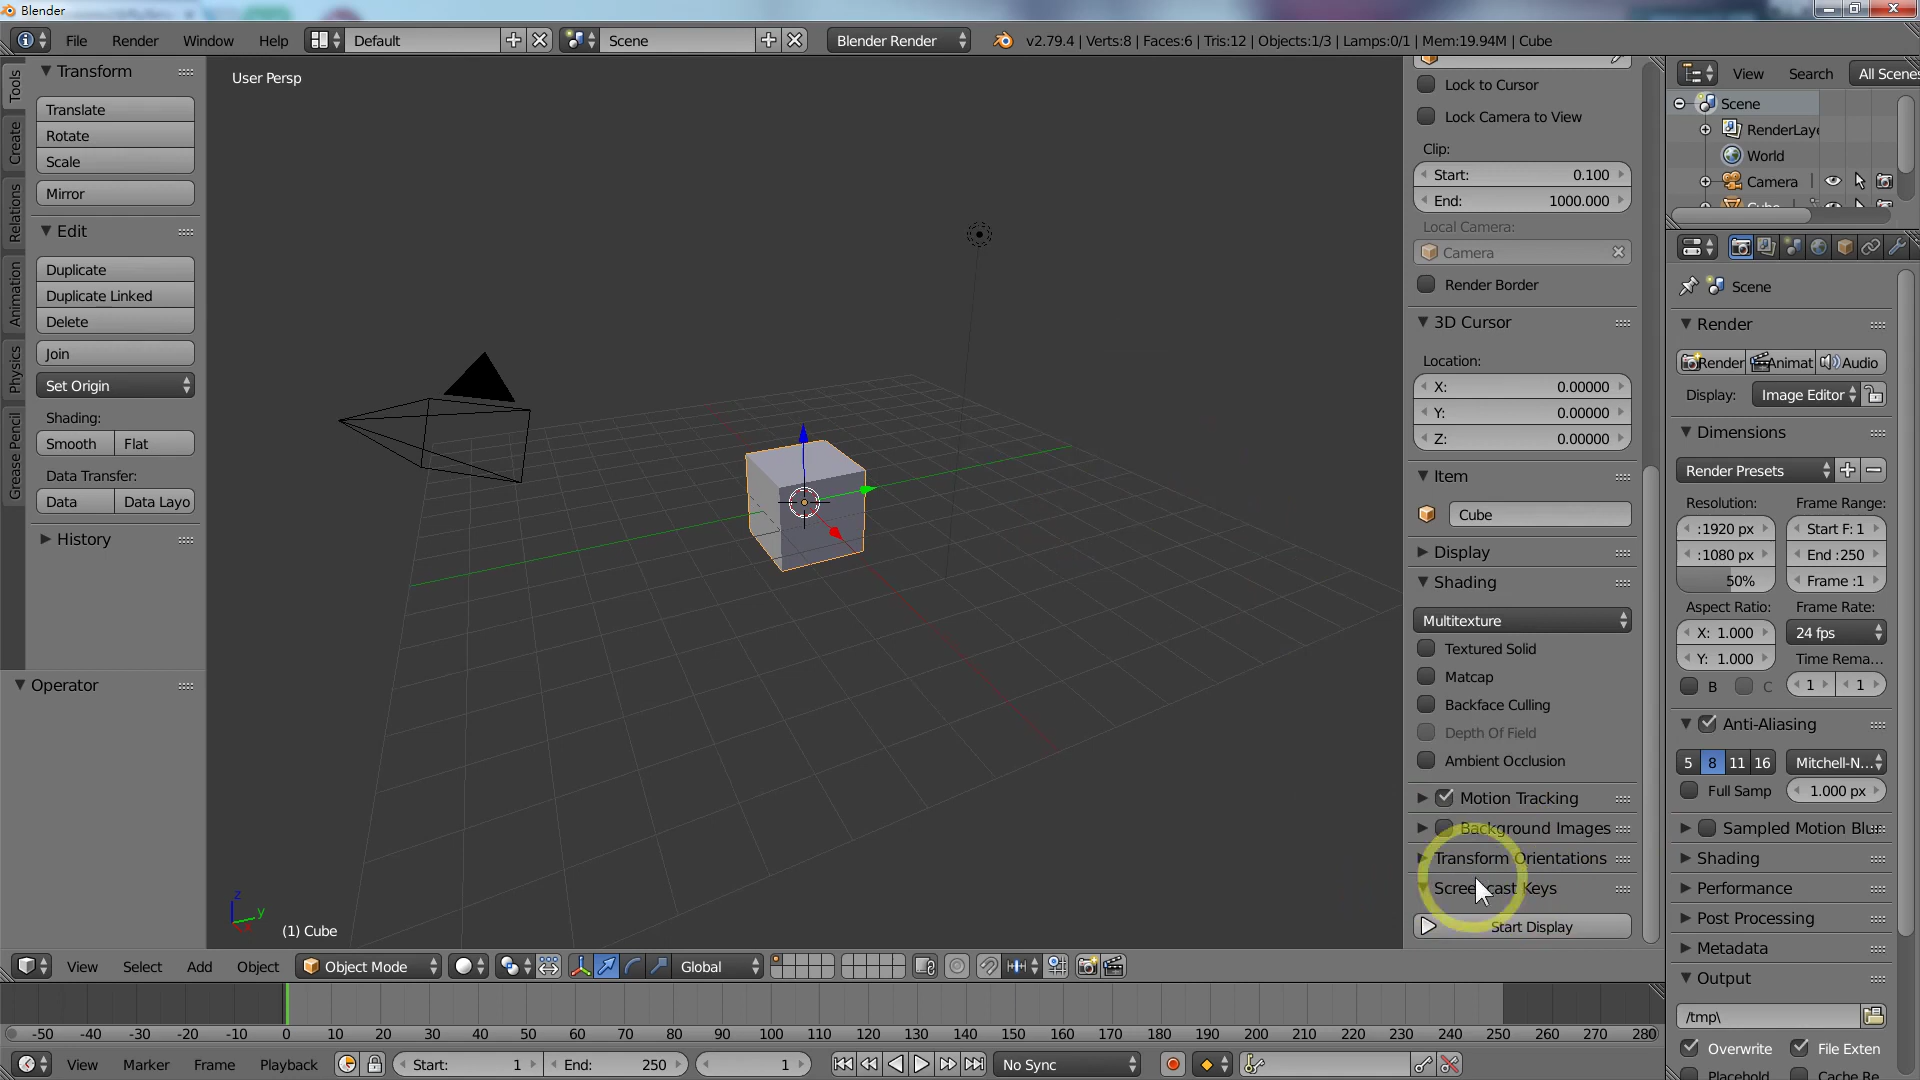 Blender
File Render Window Help Default Scene Blender Render v2.79.4 | Verts:8 | Faces:6 | Tris:12 | Objects:1/3 | Lamps:0/1 | Mem:19.94M | Cube
Tools
Create
Relations
Animation
Physics
Grease Pencil
Transform
Translate
Rotate
Scale
Mirror
Edit
Duplicate
Duplicate Linked
Delete
Join
Set Origin
Shading:
Smooth Flat
Data Transfer:
Data Data Layo
History
Operator
User Persp
z
y
(1) Cube
Lock to Cursor
Lock Camera to View
Clip:
Start: 0.100
End: 1000.000
Local Camera:
Camera
Render Border
3D Cursor
Location:
X: 0.00000
Y: 0.00000
Z: 0.00000
Item
Cube
Display
Shading
Multitexture
Textured Solid
Matcap
Backface Culling
Depth Of Field
Ambient Occlusion
Motion Tracking
Background Images
Transform Orientations
Screencast Keys
Start Display
View Search All Scenes
Scene
RenderLaye
World
Camera
Cube
Scene
Render
Render Animat Audio
Display: Image Editor
Dimensions
Render Presets
Resolution: Frame Range:
:1920 px Start F: 1
:1080 px End :250
50% Frame :1
Aspect Ratio: Frame Rate:
X: 1.000 24 fps
Y: 1.000 Time Rema...
B C 1 1
Anti-Aliasing
5 8 11 16 Mitchell-N...
Full Samp 1.000 px
Sampled Motion Blur
Shading
Performance
Post Processing
Metadata
Output
/tmp\
Overwrite File Exten
Placehold Cache Re
View Select Add Object Object Mode Global
-50 -40 -30 -20 -10 0 10 20 30 40 50 60 70 80 90 100 110 120 130 140 150 160 170 180 190 200 210 220 230 240 250 260 270 280
View Marker Frame Playback Start: 1 End: 250 1 No Sync